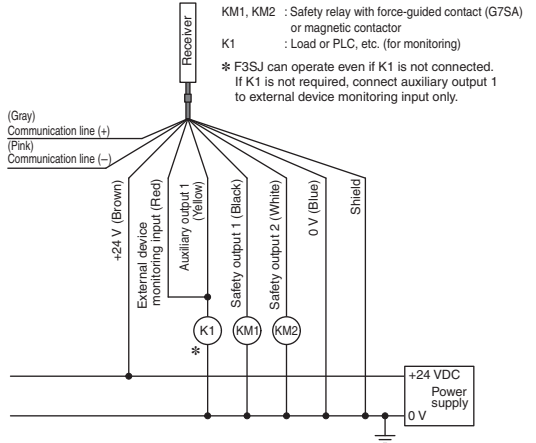 Receiver
KM1, KM2 : Safety relay with force-guided contact (G7SA)
or magnetic contactor
K1 : Load or PLC, etc. (for monitoring)
✻ F3SJ can operate even if K1 is not connected.
If K1 is not required, connect auxiliary output 1
to external device monitoring input only.
(Gray)
Communication line (+)
(Pink)
Communication line (−)
+24 V (Brown)
External device
monitoring input (Red)
Auxiliary output 1
(Yellow)
Safety output 1 (Black)
Safety output 2 (White)
0 V (Blue)
Shield
K1
KM1
KM2
✻
+24 VDC
Power
supply
0 V